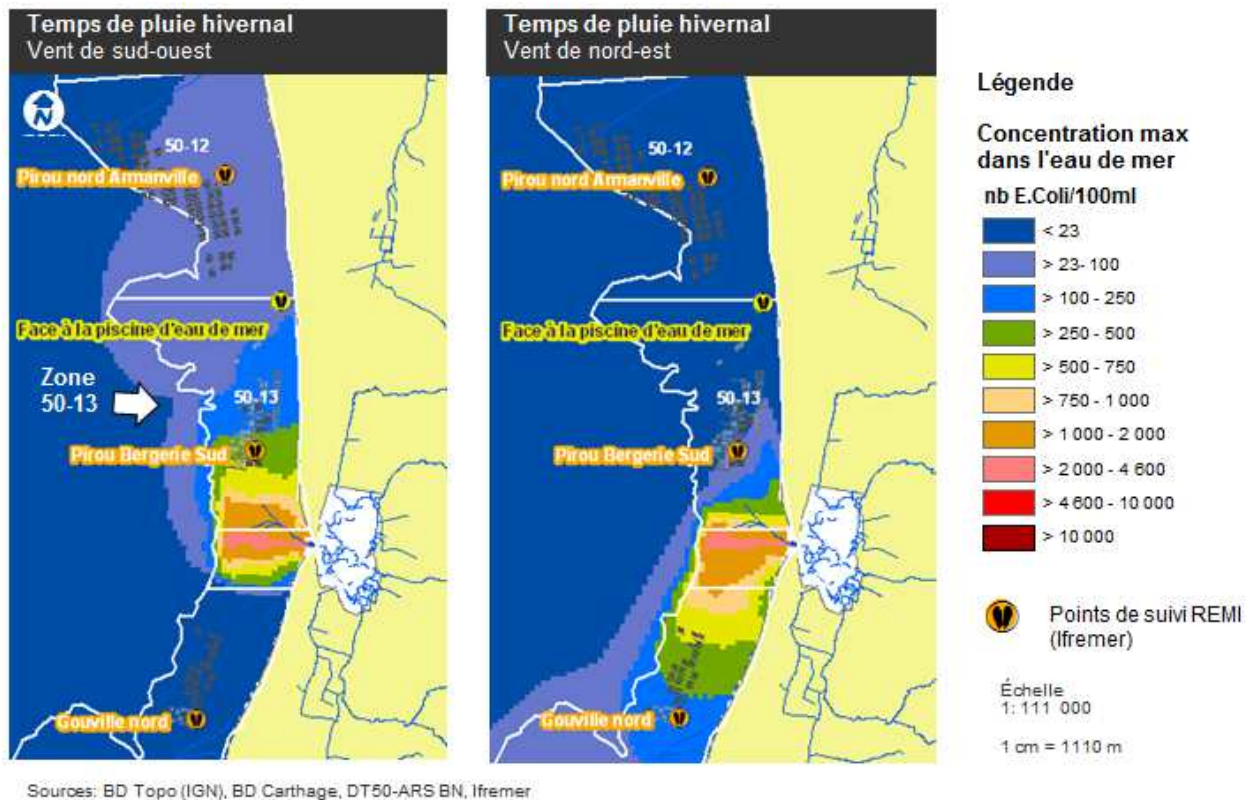 Temps de pluie hivernal
Vent de sud-ouest
N
50-12
Pirou nord Armanville
Face à la piscine d'eau de mer
Zone
50-13
50-13
Pirou Bergerie Sud
Gouville nord
Temps de pluie hivernal
Vent de nord-est
50-12
Pirou nord Armanville
Face à la piscine d'eau de mer
50-13
Pirou Bergerie Sud
Gouville nord
Légende
Concentration max
dans l'eau de mer
nb E.Coli/100ml
< 23
> 23- 100
> 100 - 250
> 250 - 500
> 500 - 750
> 750 - 1 000
> 1 000 - 2 000
> 2 000 - 4 600
> 4 600 - 10 000
> 10 000
Points de suivi REMI
(Ifremer)
Échelle
1: 111 000
1 cm = 1110 m
Sources: BD Topo (IGN), BD Carthage, DT50-ARS BN, Ifremer